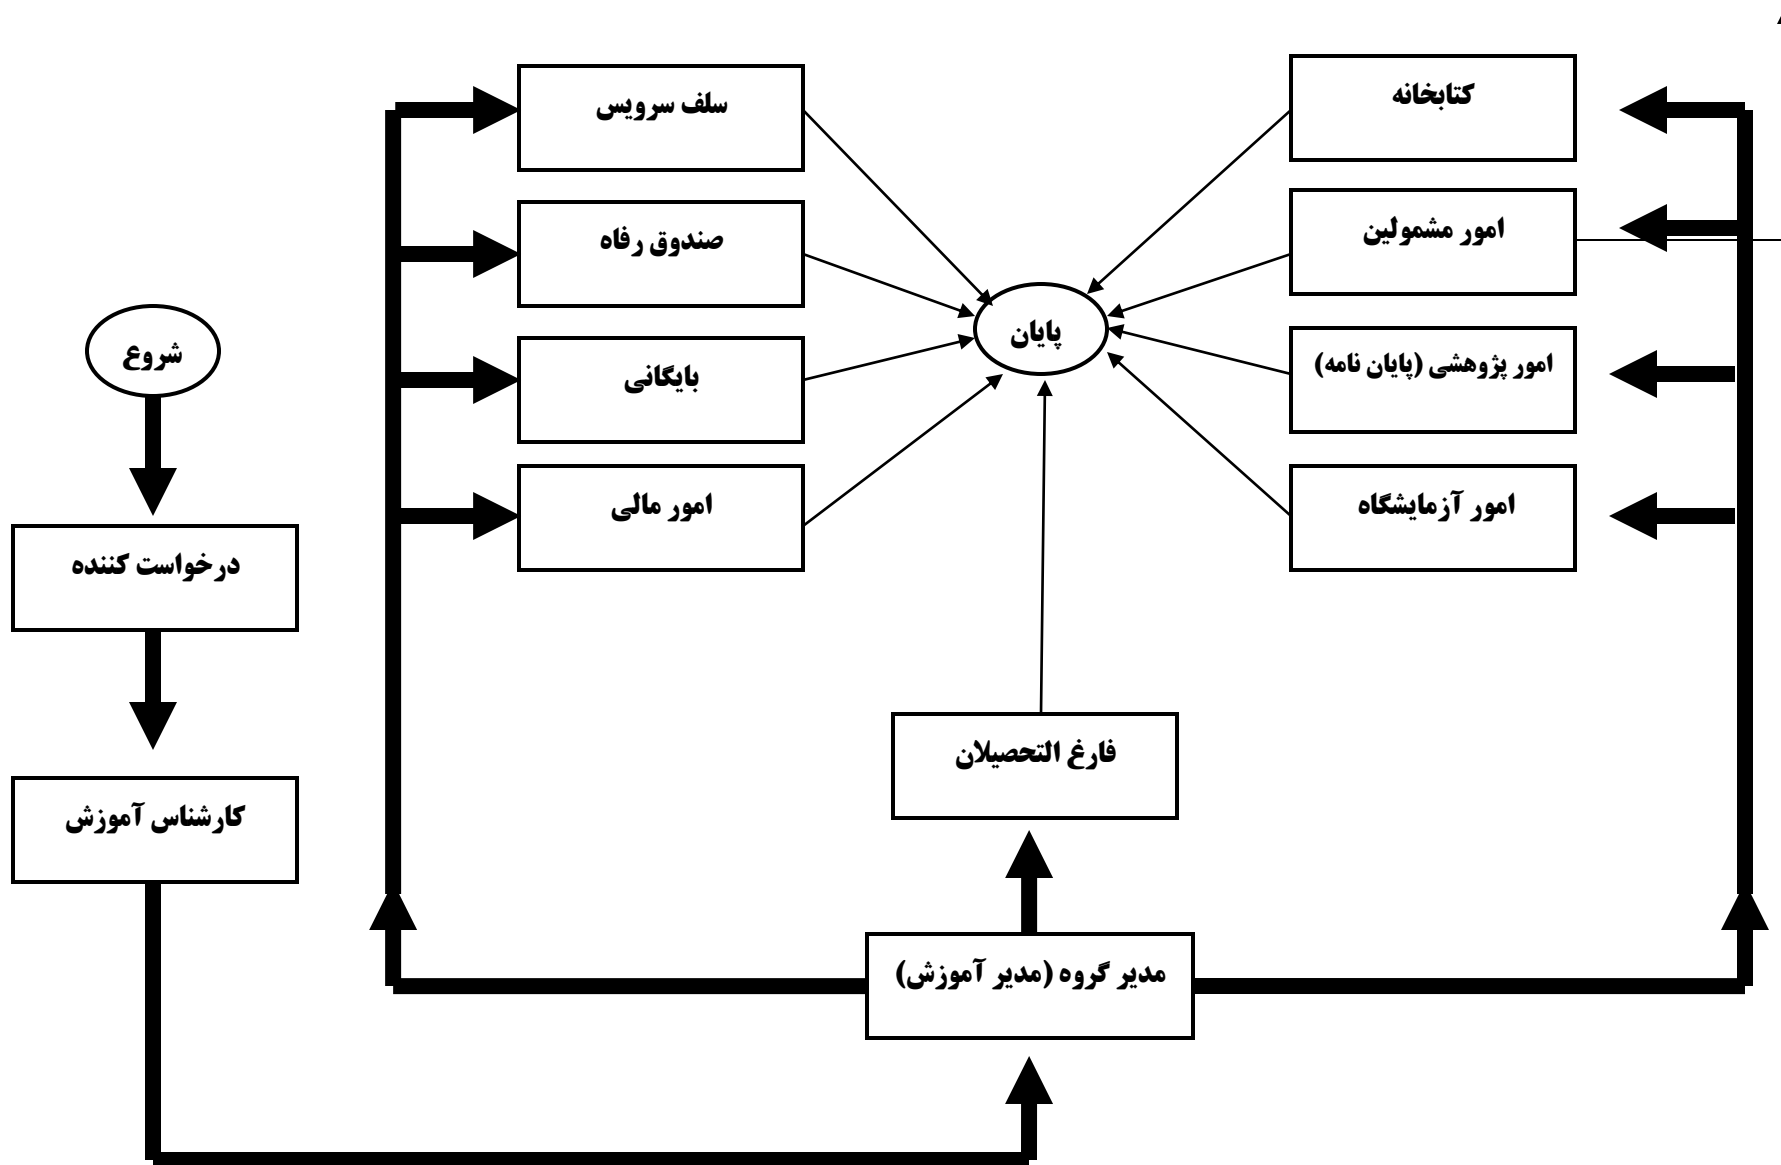 کتابخانه
سلف سرویس
امور مشمولین
صندوق رفاه
پایان
شروع
امور پژوهشی (پایان نامه)
بایگانی
امور آزمایشگاه
امور مالی
درخواست کننده
فارغ التحصیلان
کارشناس آموزش
مدیر گروه (مدیر آموزش)